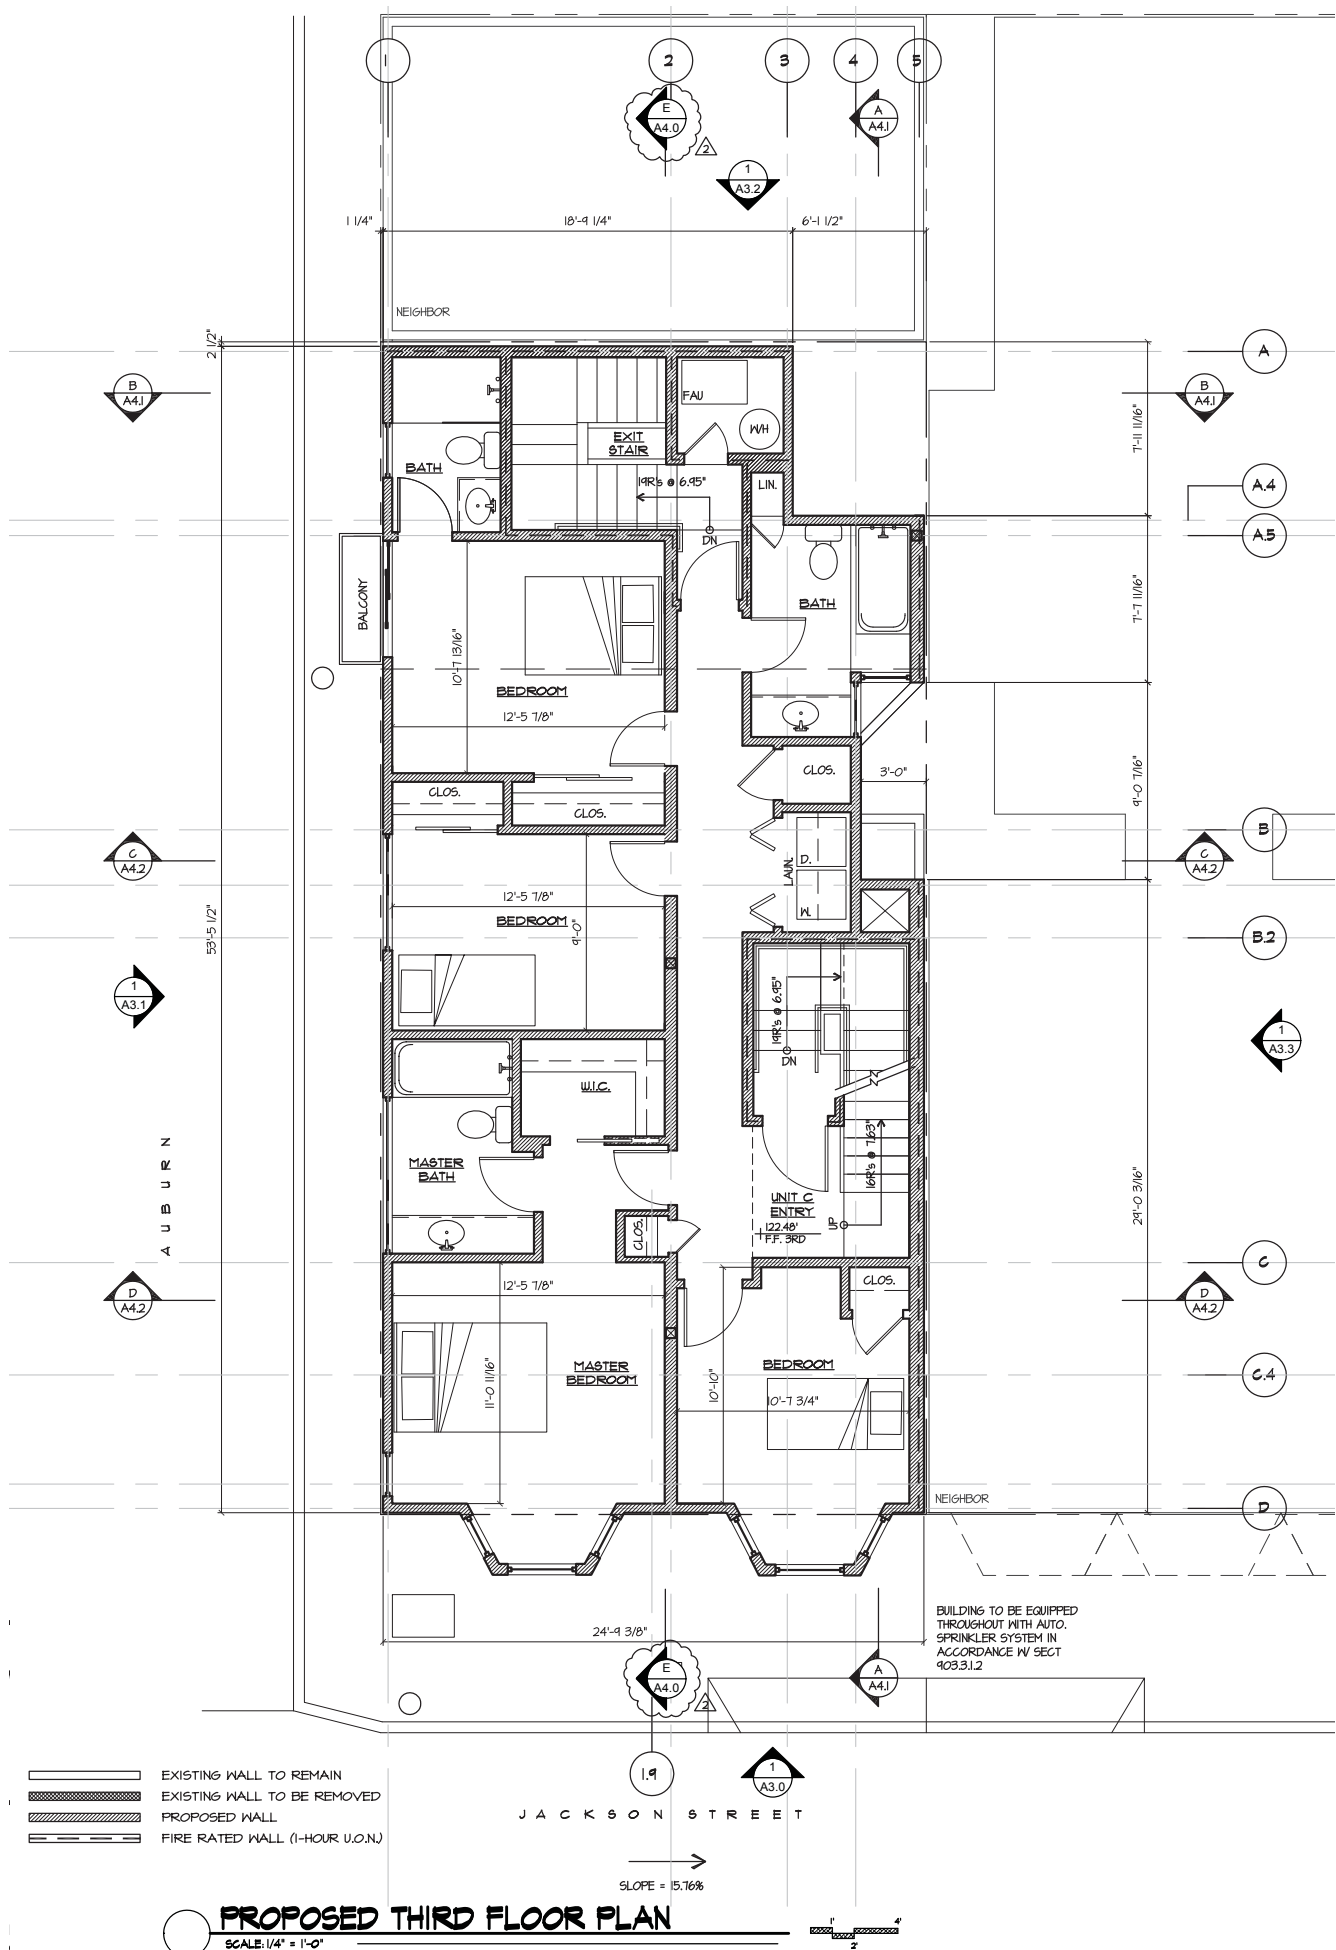 1
2
3
4
5
E
A4.0
2
A
A4.1
1
A3.2
1 1/4"
18'-9 1/4"
6'-1 1/2"
NEIGHBOR
2 1/2"
A
B
A4.1
B
A4.1
FAU
W/H
EXIT
STAIR
BATH
7'-11 11/16"
LIN.
19R's @ 6.95"
A.4
DN
A.5
BALCONY
BATH
7'-7 11/16"
10'-7 13/16"
BEDROOM
12'-5 7/8"
CLOS.
3'-0"
CLOS.
CLOS.
9'-0 7/16"
B
C
A4.2
C
A4.2
LAUN.
D.
12'-5 7/8"
W.
BEDROOM
9'-0"
53'-5 1/2"
B.2
1
A3.1
19R's @ 6.95"
1
A3.3
DN
W.I.C.
AUBURN
MASTER
BATH
16R's @ 7.63"
UNIT C
ENTRY
122.48'
F.F. 3RD
UP
29'-0 3/16"
CLOS.
C
12'-5 7/8"
CLOS.
D
A4.2
D
A4.2
MASTER
BEDROOM
BEDROOM
11'-0 11/16"
10'-10"
10'-7 3/4"
C.4
NEIGHBOR
D
24'-9 3/8"
BUILDING TO BE EQUIPPED
THROUGHOUT WITH AUTO.
SPRINKLER SYSTEM IN
ACCORDANCE W/ SECT
903.3.1.2
E
A4.0
2
A
A4.1
1.9
1
A3.0
EXISTING WALL TO REMAIN
EXISTING WALL TO BE REMOVED
PROPOSED WALL
FIRE RATED WALL (1-HOUR U.O.N.)
JACKSON STREET
SLOPE = 15.76%
PROPOSED THIRD FLOOR PLAN
SCALE: 1/4" = 1'-0"
1'
4'
2'